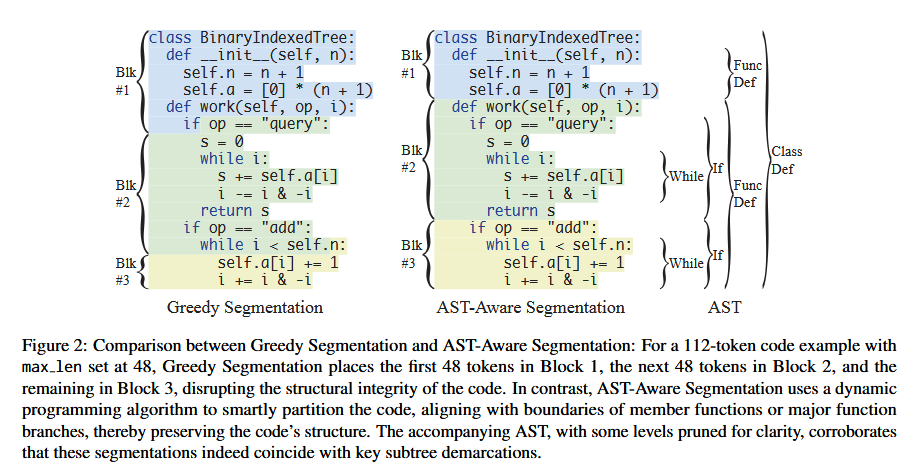 class BinaryIndexedTree:
def __init__(self, n):
self.n = n + 1
self.a = [0] * (n + 1)
def work(self, op, i):
if op == "query":
s = 0
while i:
s += self.a[i]
i -= i & -i
return s
if op == "add":
while i < self.n:
self.a[i] += 1
i += i & -i
Blk
#1
Blk
#2
Blk
#3
Greedy Segmentation
class BinaryIndexedTree:
def __init__(self, n):
self.n = n + 1
self.a = [0] * (n + 1)
def work(self, op, i):
if op == "query":
s = 0
while i:
s += self.a[i]
i -= i & -i
return s
if op == "add":
while i < self.n:
self.a[i] += 1
i += i & -i
Blk
#1
Blk
#2
Blk
#3
AST-Aware Segmentation
While
If
While
If
Func
Def
Func
Def
Class
Def
AST
Figure 2: Comparison between Greedy Segmentation and AST-Aware Segmentation: For a 112-token code example with
max_len set at 48, Greedy Segmentation places the first 48 tokens in Block 1, the next 48 tokens in Block 2, and the
remaining in Block 3, disrupting the structural integrity of the code. In contrast, AST-Aware Segmentation uses a dynamic
programming algorithm to smartly partition the code, aligning with boundaries of member functions or major function
branches, thereby preserving the code's structure. The accompanying AST, with some levels pruned for clarity, corroborates
that these segmentations indeed coincide with key subtree demarcations.